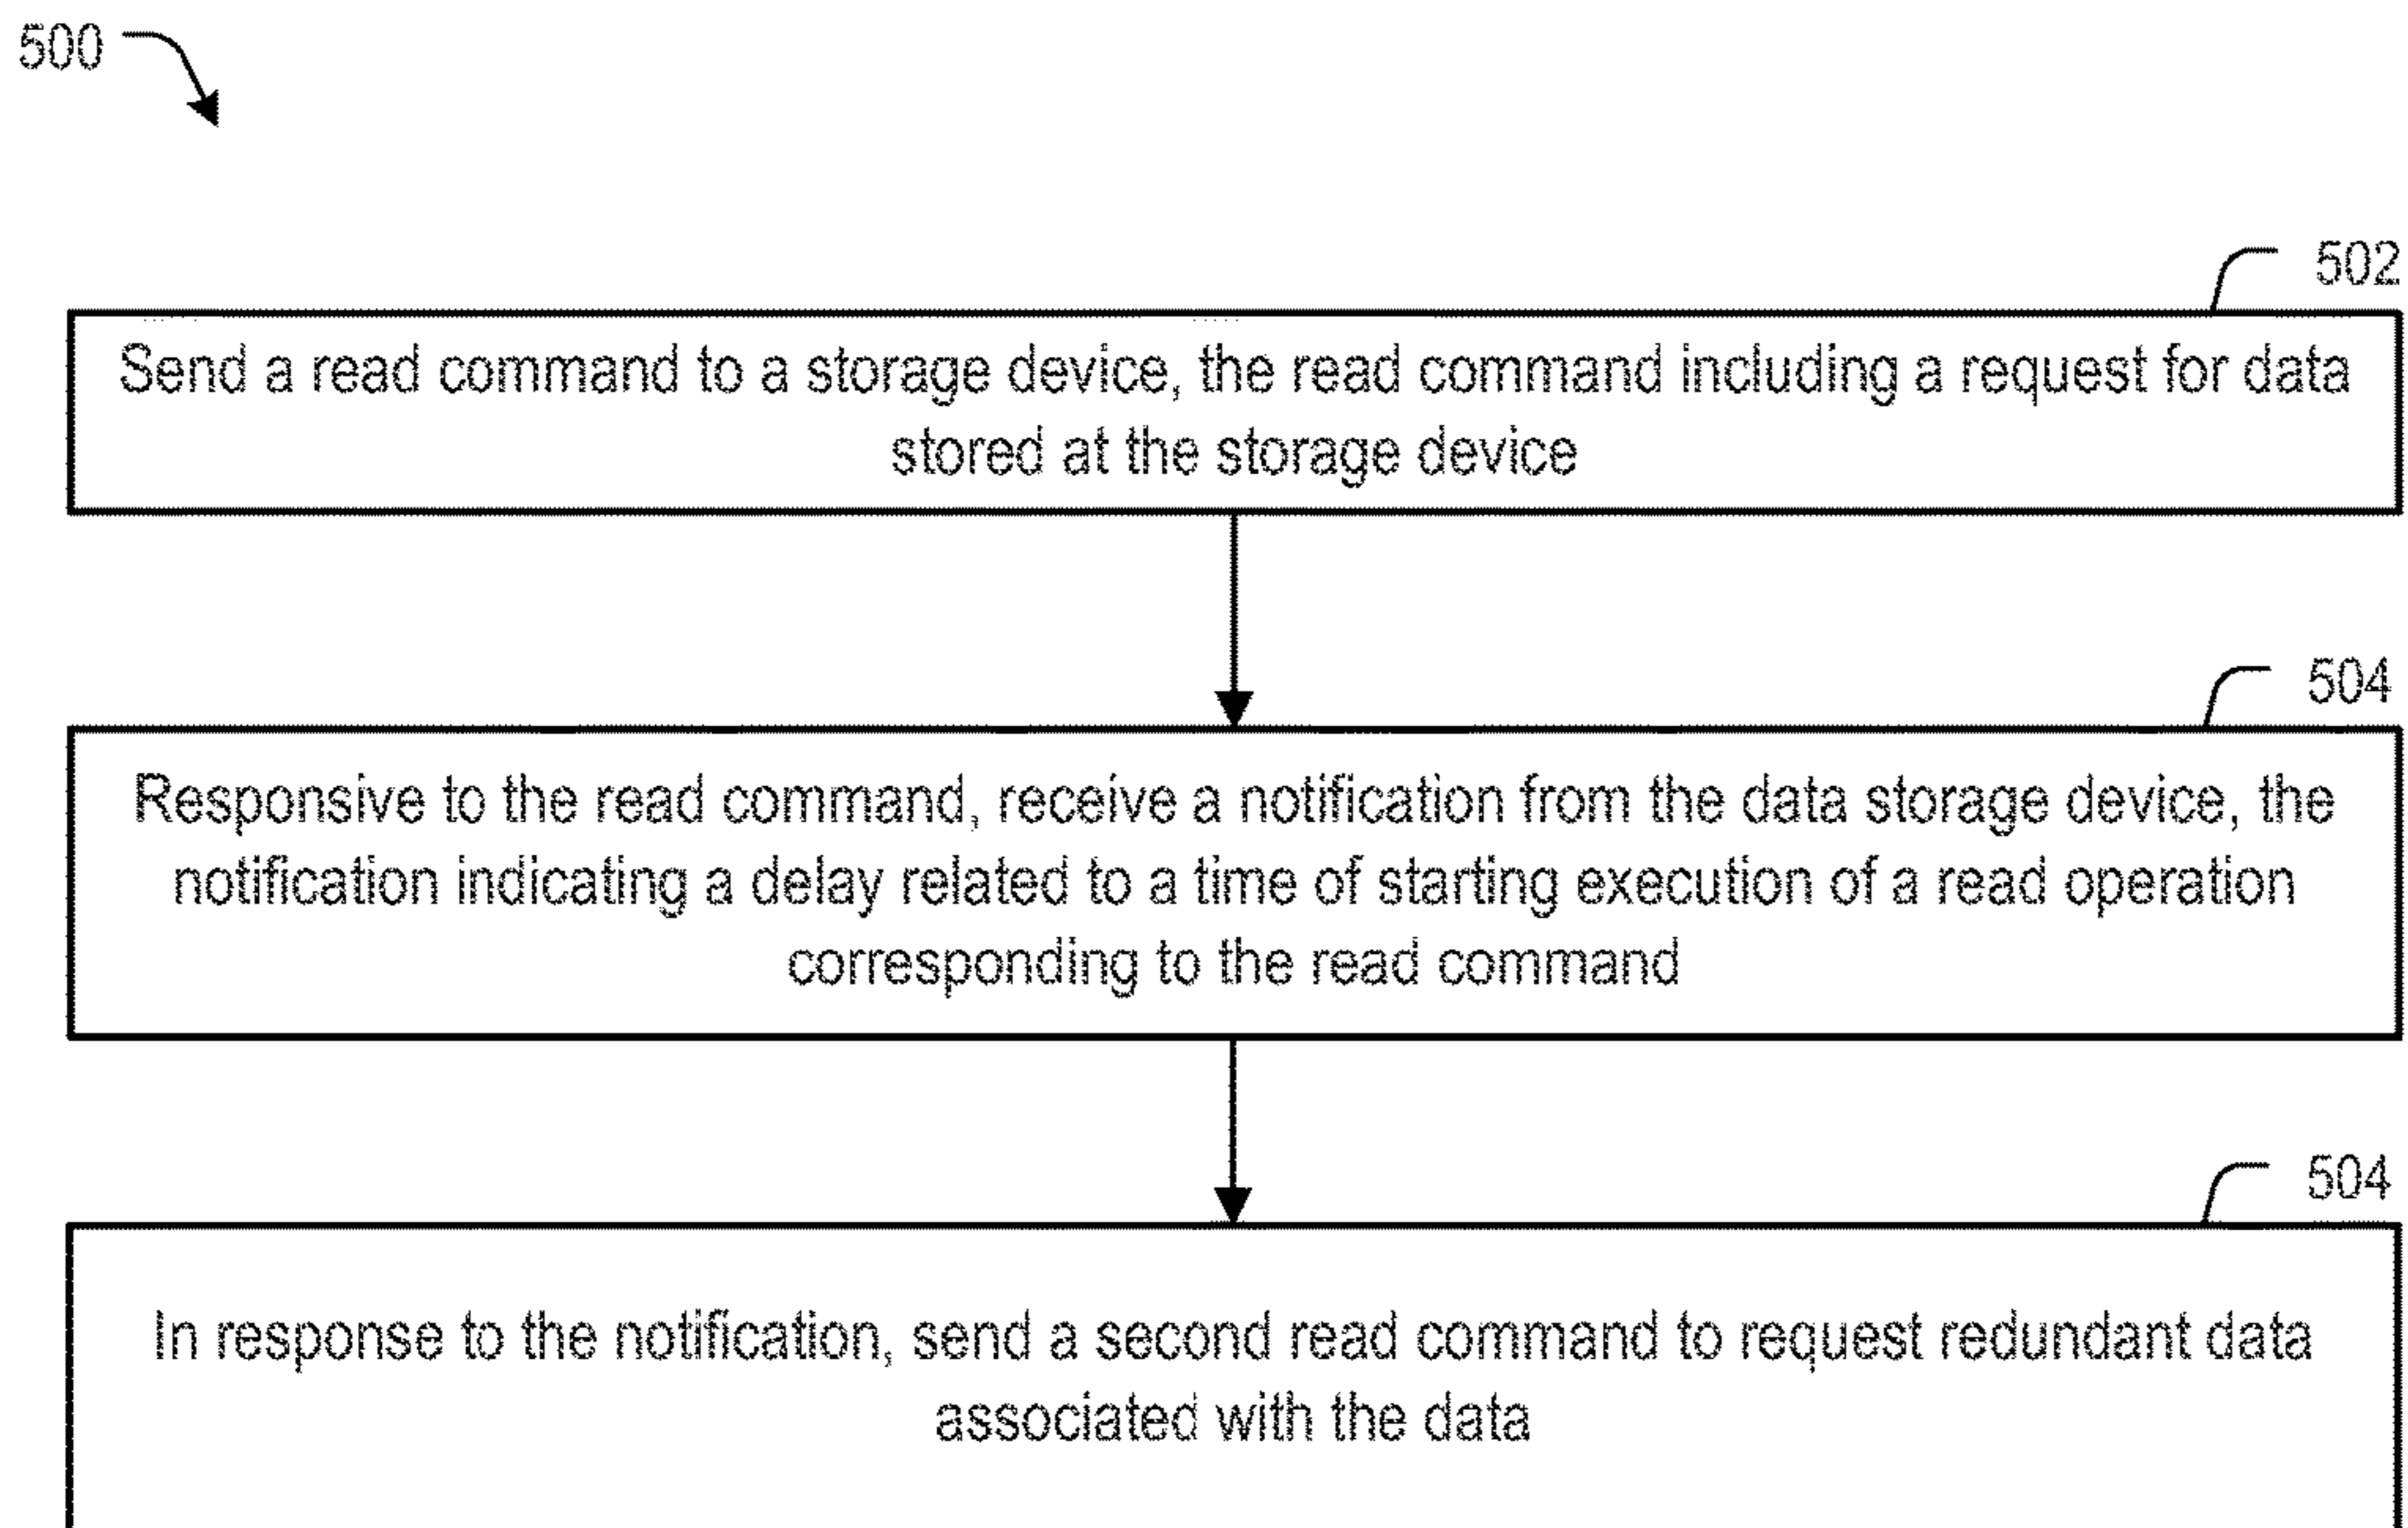 500
502
Send a read command to a storage device, the read command including a request for data
stored at the storage device
504
Responsive to the read command, receive a notification from the data storage device, the
notification indicating a delay related to a time of starting execution of a read operation
corresponding to the read command
504
In response to the notification, send a second read command to request redundant data
associated with the data